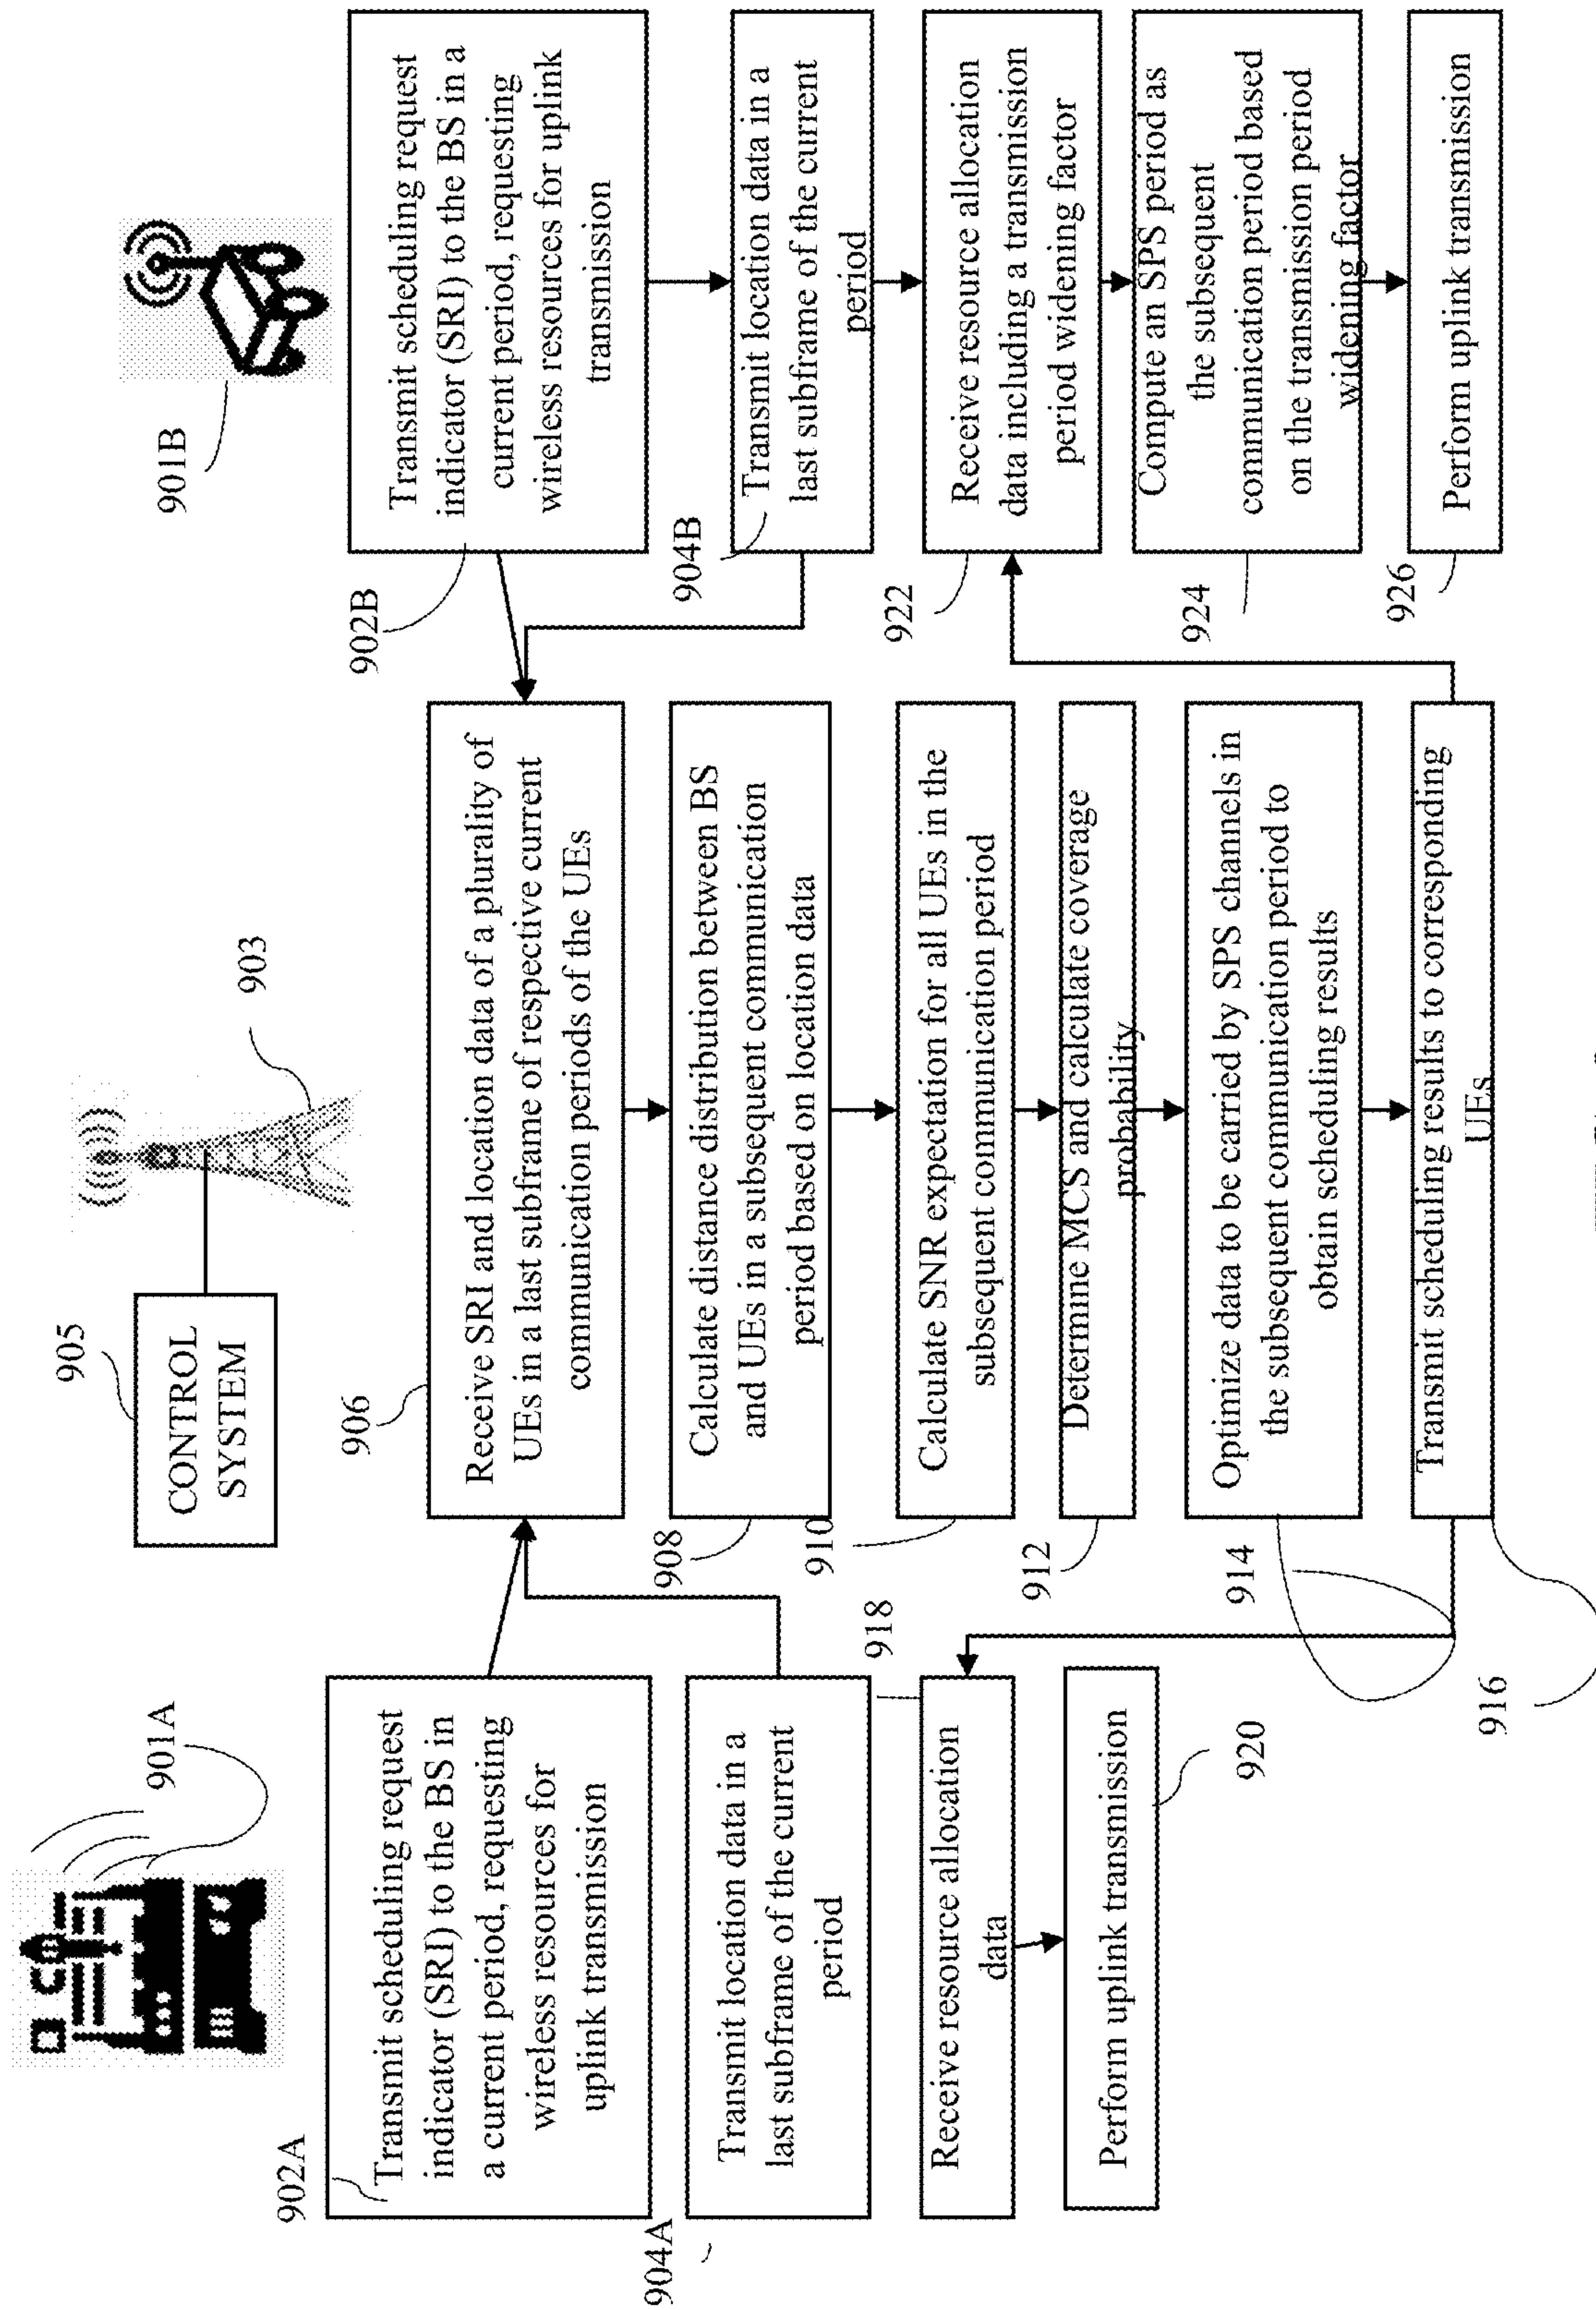 901A
902A
Transmit scheduling request
indicator (SRI) to the BS in
a current period, requesting
wireless resources for
uplink transmission
904A
Transmit location data in a
last subframe of the current
period
918
Receive resource allocation
data
Perform uplink transmission
920
905
CONTROL
SYSTEM
903
906
Receive SRI and location data of a plurality of
UEs in a last subframe of respective current
communication periods of the UEs
908
Calculate distance distribution between BS
and UEs in a subsequent communication
period based on location data
910
Calculate SNR expectation for all UEs in the
subsequent communication period
912
Determine MCS and calculate coverage
probability
914
Optimize data to be carried by SPS channels in
the subsequent communication period to
obtain scheduling results
916
Transmit scheduling results to corresponding
UEs
901B
902B
Transmit scheduling request
indicator (SRI) to the BS in a
current period, requesting
wireless resources for uplink
transmission
904B
Transmit location data in a
last subframe of the current
period
922
Receive resource allocation
data including a transmission
period widening factor
924
Compute an SPS period as
the subsequent
communication period based
on the transmission period
widening factor
926
Perform uplink transmission